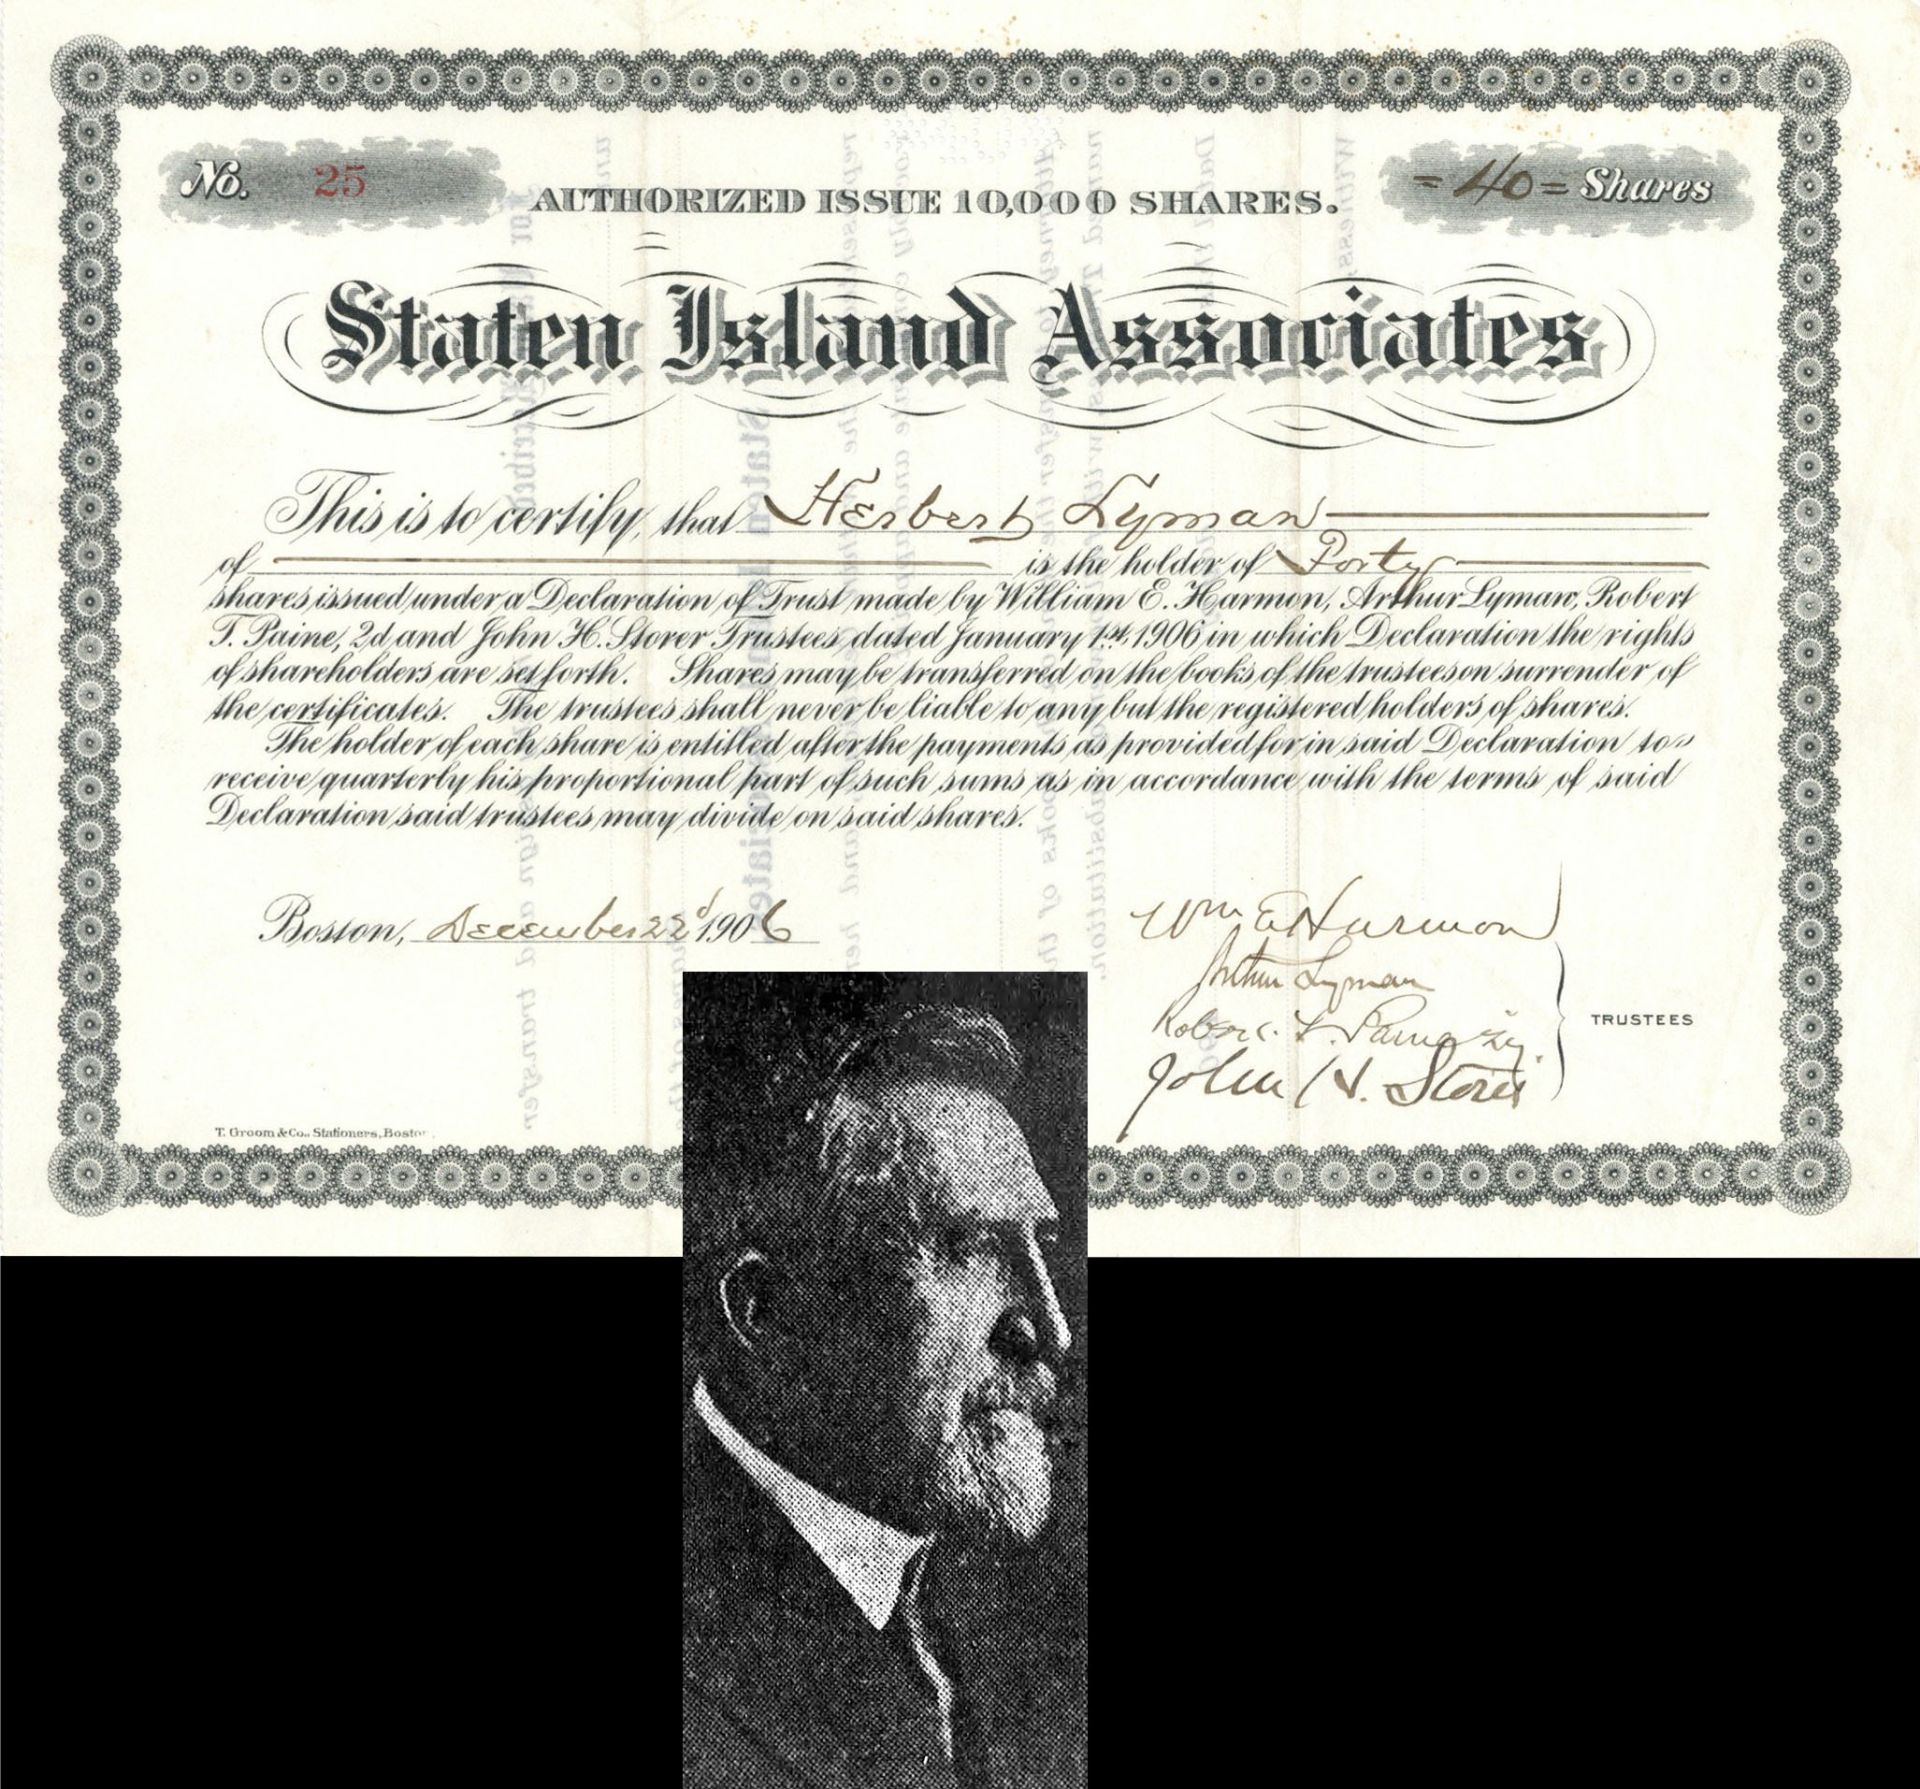 No. 25
AUTHORIZED ISSUE 10,000 SHARES.
= 40 = Shares
Staten Island Associates
This is to certify, that Herbert Lyman
of is the holder of Forty
shares issued under a Declaration of Trust made by William E. Harmon, Arthur Lyman, Robert
T. Paine, 2d and John H. Storer Trustees, dated January 1st, 1906 in which Declaration the rights
of shareholders are set forth. Shares may be transferred on the books of the trustees on surrender of
the certificates. The trustees shall never be liable to any but the registered holders of shares.
The holder of each share is entitled after the payments as provided for in said Declaration to
receive quarterly his proportional part of such sums as in accordance with the terms of said
Declaration said trustees may divide on said shares.
Boston, December 22d 1906
Wm E Harmon
Arthur Lyman
Robert T. Paine 2d
John H. Storer
TRUSTEES
T. Groom & Co., Stationers, Boston.